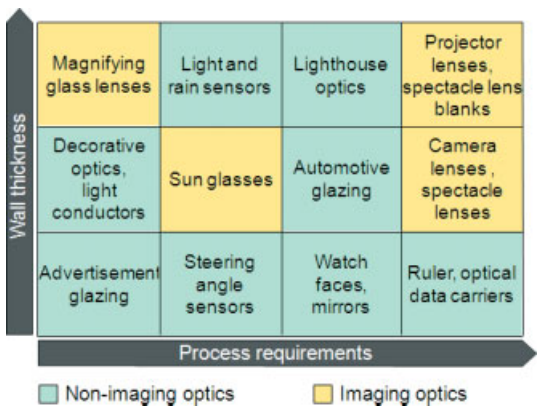 Wall thickness
Magnifying
glass lenses
Light and
rain sensors
Lighthouse
optics
Projector
lenses,
spectacle lens
blanks
Decorative
optics,
light
conductors
Sun glasses
Automotive
glazing
Camera
lenses ,
spectacle
lenses
Advertisement
glazing
Steering
angle
sensors
Watch
faces,
mirrors
Ruler, optical
data carriers
Process requirements
Non-imaging optics
Imaging optics